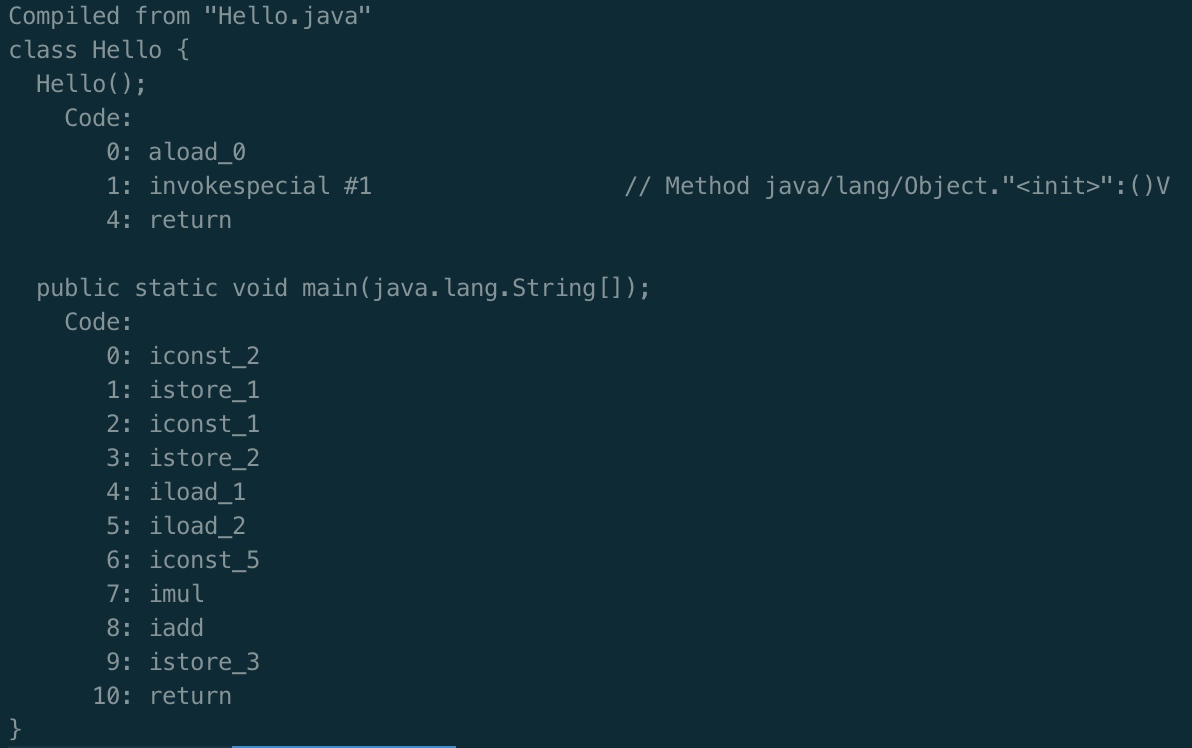 Compiled from "Hello.java"
class Hello {
  Hello();
    Code:
       0: aload_0
       1: invokespecial #1                  // Method java/lang/Object."<init>":()V
       4: return

  public static void main(java.lang.String[]);
    Code:
       0: iconst_2
       1: istore_1
       2: iconst_1
       3: istore_2
       4: iload_1
       5: iload_2
       6: iconst_5
       7: imul
       8: iadd
       9: istore_3
      10: return
}